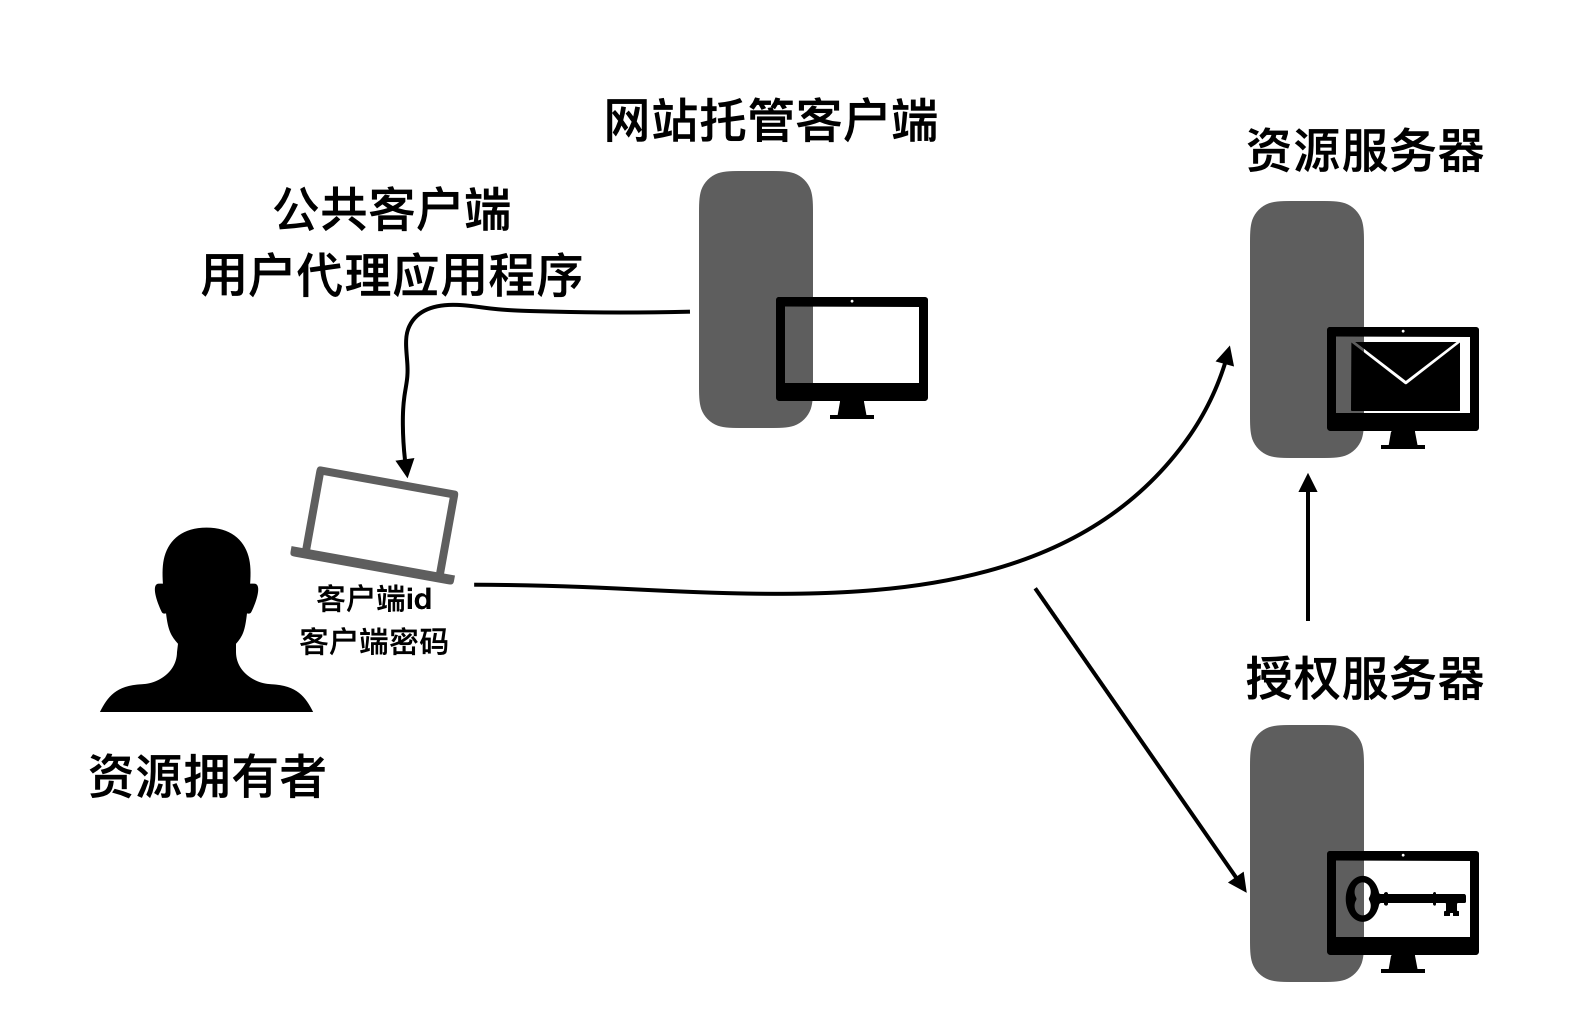 网站托管客户端
资源服务器
公共客户端
用户代理应用程序
客户端id
客户端密码
授权服务器
资源拥有者